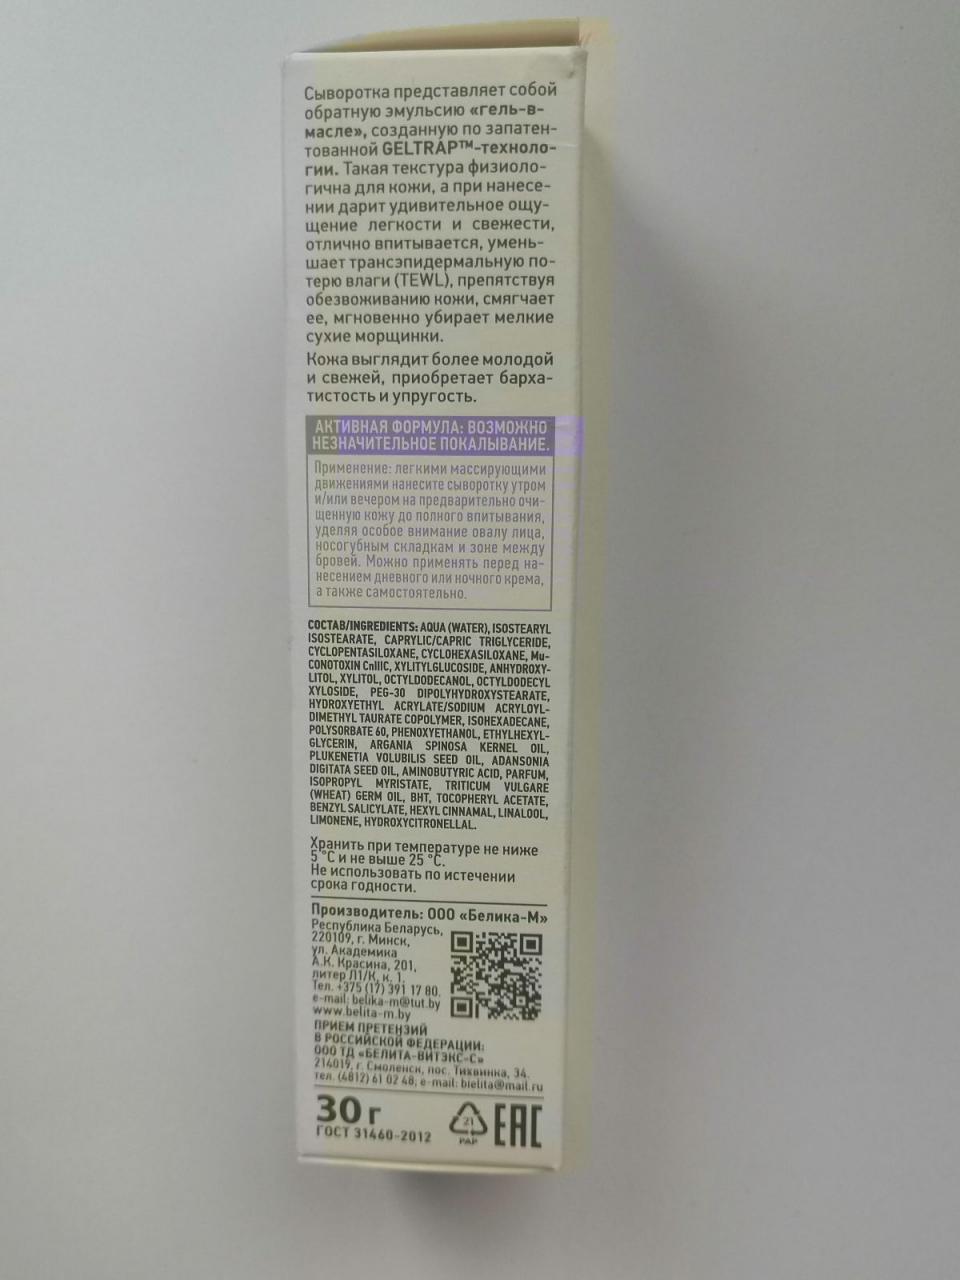 Сыворотка представляет собой
обратную эмульсию «гель-в-
масле», созданную по запатен-
тованной GELTRAP™-техноло-
гии. Такая текстура физиоло-
гична для кожи, а при нанесе-
нии дарит удивительное ощу-
щение легкости и свежести,
отлично впитывается, умень-
шает трансэпидермальную по-
терю влаги (TEWL), препятствуя
обезвоживанию кожи, смягчает
ее, мгновенно убирает мелкие
сухие морщинки.
Кожа выглядит более молодой
и свежей, приобретает барха-
тистость и упругость.
АКТИВНАЯ ФОРМУЛА: ВОЗМОЖНО
НЕЗНАЧИТЕЛЬНОЕ ПОКАЛЫВАНИЕ.
Применение: легкими массирующими
движениями нанесите сыворотку утром
и/или вечером на предварительно очи-
щенную кожу до полного впитывания,
уделяя особое внимание овалу лица,
носогубным складкам и зоне между
бровей. Можно применять перед на-
несением дневного или ночного крема,
а также самостоятельно.
СОСТАВ/INGREDIENTS: AQUA (WATER), ISOSTEARYL
ISOSTEARATE, CAPRYLIC/CAPRIC TRIGLYCERIDE,
CYCLOPENTASILOXANE, CYCLOHEXASILOXANE, Mu-
CONOTOXIN CnIIIC, XYLITYLGLUCOSIDE, ANHYDROXY-
LITOL, XYLITOL, OCTYLDODECANOL, OCTYLDODECYL
XYLOSIDE, PEG-30 DIPOLYHYDROXYSTEARATE,
HYDROXYETHYL ACRYLATE/SODIUM ACRYLOYL-
DIMETHYL TAURATE COPOLYMER, ISOHEXADECANE,
POLYSORBATE 60, PHENOXYETHANOL, ETHYLHEXYL-
GLYCERIN, ARGANIA SPINOSA KERNEL OIL,
PLUKENETIA VOLUBILIS SEED OIL, ADANSONIA
DIGITATA SEED OIL, AMINOBUTYRIC ACID, PARFUM,
ISOPROPYL MYRISTATE, TRITICUM VULGARE
(WHEAT) GERM OIL, BHT, TOCOPHERYL ACETATE,
BENZYL SALICYLATE, HEXYL CINNAMAL, LINALOOL,
LIMONENE, HYDROXYCITRONELLAL.
Хранить при температуре не ниже
5 °C и не выше 25 °C.
Не использовать по истечении
срока годности.
Производитель: ООО «Белика-М»
Республика Беларусь,
220109, г. Минск,
ул. Академика
А.К. Красина, 201,
литер Л1/К, к. 1.
Тел. +375 (17) 391 17 80.
e-mail: belika-m@tut.by
www.belita-m.by
ПРИЕМ ПРЕТЕНЗИЙ
В РОССИЙСКОЙ ФЕДЕРАЦИИ:
ООО ТД «БЕЛИТА-ВИТЭКС-С»
214019, г. Смоленск, пос. Тихвинка, 34.
тел. (4812) 61 02 48; e-mail: bielita@mail.ru
30 г
ГОСТ 31460-2012
21
PAP
EAC